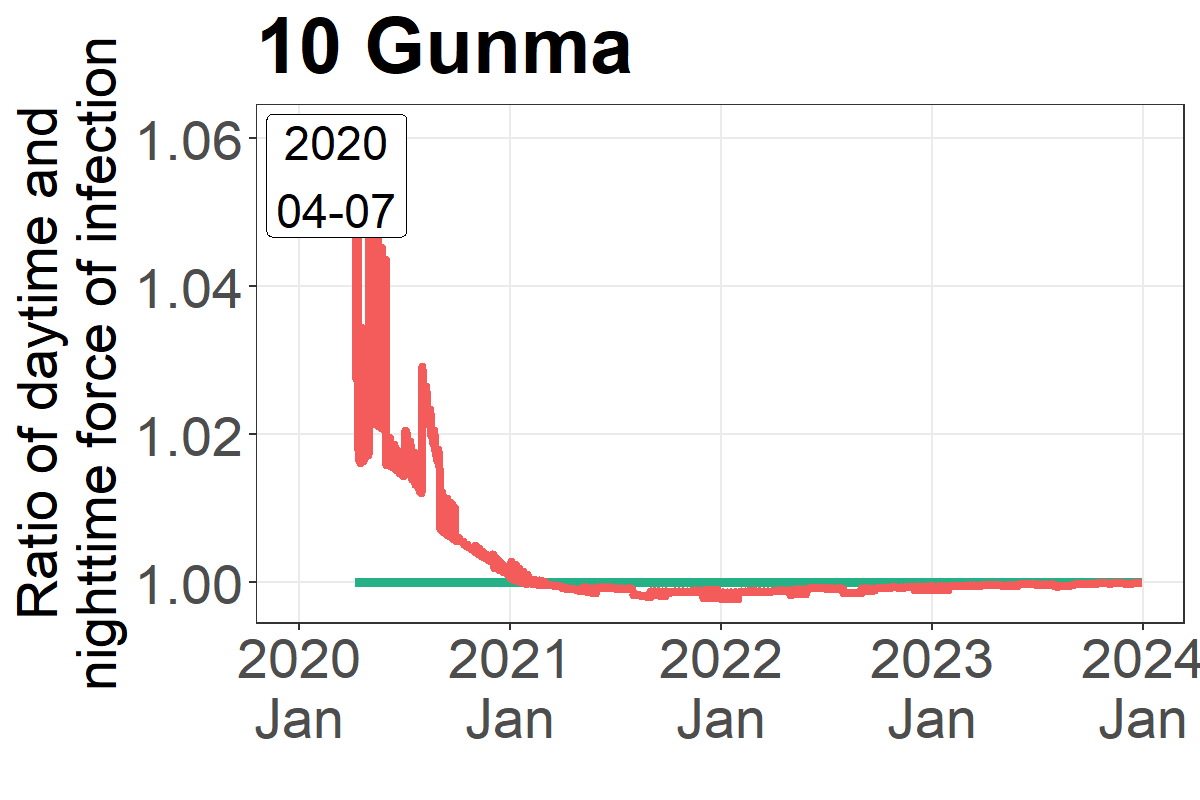 10 Gunma
Ratio of daytime and
nighttime force of infection
1.06
1.04
1.02
1.00
2020
04-07
2020
Jan
2021
Jan
2022
Jan
2023
Jan
2024
Jan